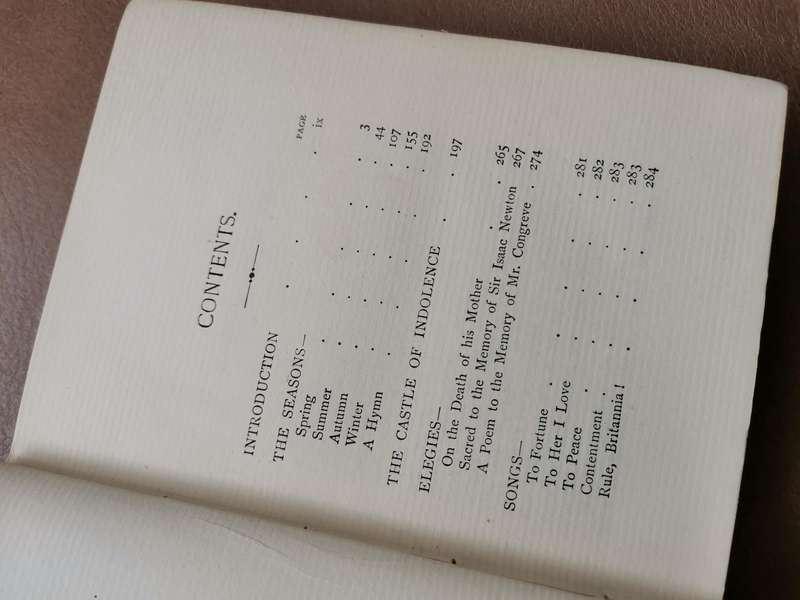 CONTENTS.
PAGE
INTRODUCTION . . . . ix
THE SEASONS—
Spring . . . . . 3
Summer . . . . . 44
Autumn . . . . . 107
Winter . . . . . 155
A Hymn . . . . . 192
THE CASTLE OF INDOLENCE . . 197
ELEGIES—
On the Death of his Mother . . 265
Sacred to the Memory of Sir Isaac Newton 267
A Poem to the Memory of Mr. Congreve . 274
SONGS—
To Fortune . . . . . 281
To Her I Love . . . . . 282
To Peace . . . . . 283
Contentment . . . . . 283
Rule, Britannia! . . . . 284